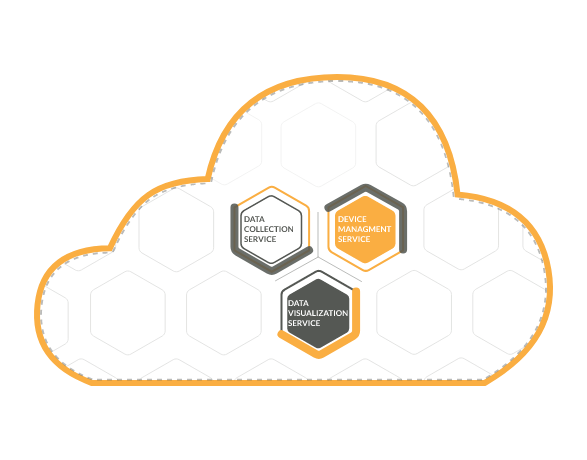 DATA
COLLECTION
SERVICE
DEVICE
MANAGMENT
SERVICE
DATA
VISUALIZATION
SERVICE